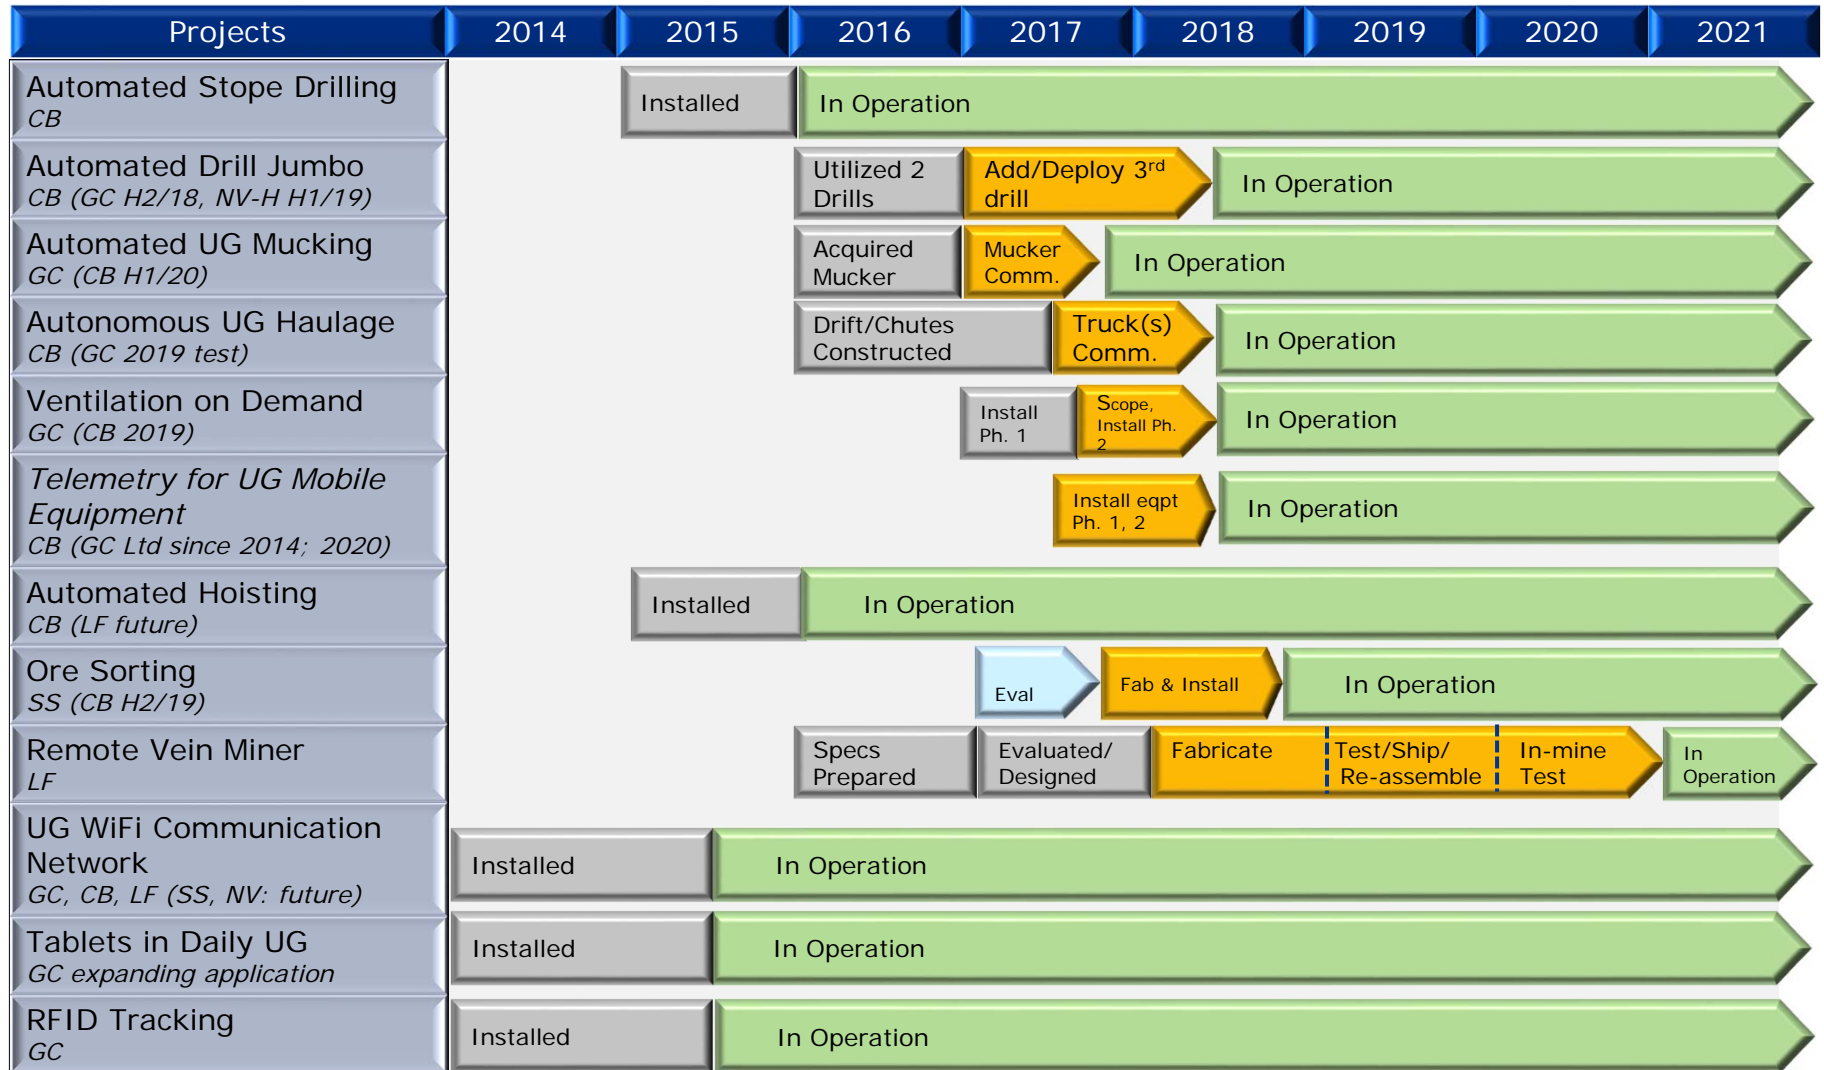 Projects 2014 2015 2016 2017 2018 2019 2020 2021
Automated Stope Drilling
CB
Installed
In Operation
Automated Drill Jumbo
CB (GC H2/18, NV-H H1/19)
Utilized 2
Drills
Add/Deploy 3rd
drill
In Operation
Automated UG Mucking
GC (CB H1/20)
Acquired
Mucker
Mucker
Comm.
In Operation
Autonomous UG Haulage
CB (GC 2019 test)
Drift/Chutes
Constructed
Truck(s)
Comm.
In Operation
Ventilation on Demand
GC (CB 2019)
Install
Ph. 1
Scope,
Install Ph.
2
In Operation
Telemetry for UG Mobile
Equipment
CB (GC Ltd since 2014; 2020)
Install eqpt
Ph. 1, 2
In Operation
Automated Hoisting
CB (LF future)
Installed
In Operation
Ore Sorting
SS (CB H2/19)
Eval
Fab & Install
In Operation
Remote Vein Miner
LF
Specs
Prepared
Evaluated/
Designed
Fabricate
Test/Ship/
Re-assemble
In-mine
Test
In
Operation
UG WiFi Communication
Network
GC, CB, LF (SS, NV: future)
Installed
In Operation
Tablets in Daily UG
GC expanding application
Installed
In Operation
RFID Tracking
GC
Installed
In Operation